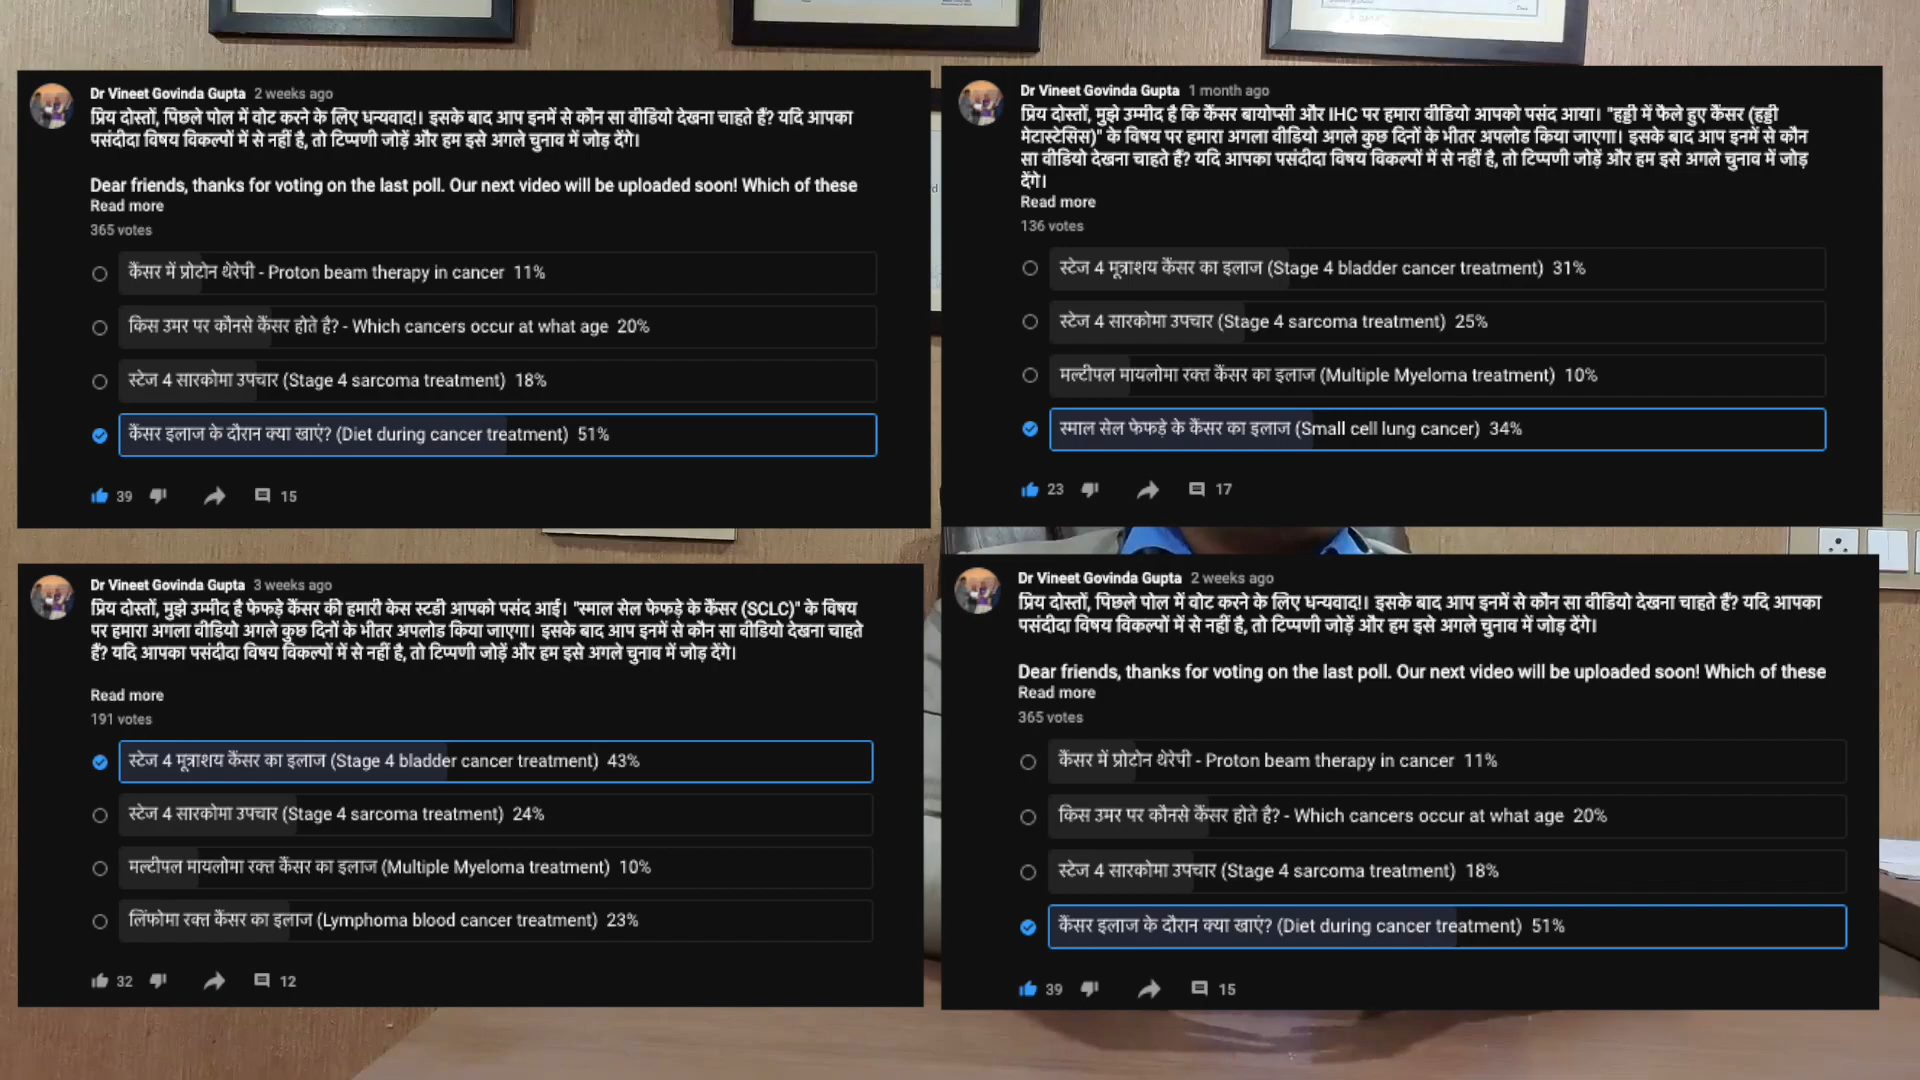 Dr Vineet Govinda Gupta 2 weeks ago
प्रिय दोस्तों, पिछले पोल में वोट करने के लिए धन्यवाद!। इसके बाद आप इनमें से कौन सा वीडियो देखना चाहते हैं? यदि आपका
पसंदीदा विषय विकल्पों में से नहीं है, तो टिप्पणी जोड़ें और हम इसे अगले चुनाव में जोड़ देंगे।
Dear friends, thanks for voting on the last poll. Our next video will be uploaded soon! Which of these
Read more
365 votes
कैंसर में प्रोटोन थेरेपी - Proton beam therapy in cancer 11%
किस उमर पर कौनसे कैंसर होते है? - Which cancers occur at what age 20%
स्टेज 4 सारकोमा उपचार (Stage 4 sarcoma treatment) 18%
कैंसर इलाज के दौरान क्या खाएं? (Diet during cancer treatment) 51%
39 15
Dr Vineet Govinda Gupta 1 month ago
प्रिय दोस्तों, मुझे उम्मीद है कि कैंसर बायोप्सी और IHC पर हमारा वीडियो आपको पसंद आया। "हड्डी में फैले हुए कैंसर (हड्डी
मेटास्टेसिस)" के विषय पर हमारा अगला वीडियो अगले कुछ दिनों के भीतर अपलोड किया जाएगा। इसके बाद आप इनमें से कौन
सा वीडियो देखना चाहते हैं? यदि आपका पसंदीदा विषय विकल्पों में से नहीं है, तो टिप्पणी जोड़ें और हम इसे अगले चुनाव में जोड़
देंगे।
Read more
136 votes
स्टेज 4 मूत्राशय कैंसर का इलाज (Stage 4 bladder cancer treatment) 31%
स्टेज 4 सारकोमा उपचार (Stage 4 sarcoma treatment) 25%
मल्टीपल मायलोमा रक्त कैंसर का इलाज (Multiple Myeloma treatment) 10%
स्माल सेल फेफड़े के कैंसर का इलाज (Small cell lung cancer) 34%
23 17
Dr Vineet Govinda Gupta 3 weeks ago
प्रिय दोस्तों, मुझे उम्मीद है फेफड़े कैंसर की हमारी केस स्टडी आपको पसंद आई। "स्माल सेल फेफड़े के कैंसर (SCLC)" के विषय
पर हमारा अगला वीडियो अगले कुछ दिनों के भीतर अपलोड किया जाएगा। इसके बाद आप इनमें से कौन सा वीडियो देखना चाहते
हैं? यदि आपका पसंदीदा विषय विकल्पों में से नहीं है, तो टिप्पणी जोड़ें और हम इसे अगले चुनाव में जोड़ देंगे।
Read more
191 votes
स्टेज 4 मूत्राशय कैंसर का इलाज (Stage 4 bladder cancer treatment) 43%
स्टेज 4 सारकोमा उपचार (Stage 4 sarcoma treatment) 24%
मल्टीपल मायलोमा रक्त कैंसर का इलाज (Multiple Myeloma treatment) 10%
लिंफोमा रक्त कैंसर का इलाज (Lymphoma blood cancer treatment) 23%
32 12
Dr Vineet Govinda Gupta 2 weeks ago
प्रिय दोस्तों, पिछले पोल में वोट करने के लिए धन्यवाद!। इसके बाद आप इनमें से कौन सा वीडियो देखना चाहते हैं? यदि आपका
पसंदीदा विषय विकल्पों में से नहीं है, तो टिप्पणी जोड़ें और हम इसे अगले चुनाव में जोड़ देंगे।
Dear friends, thanks for voting on the last poll. Our next video will be uploaded soon! Which of these
Read more
365 votes
कैंसर में प्रोटोन थेरेपी - Proton beam therapy in cancer 11%
किस उमर पर कौनसे कैंसर होते है? - Which cancers occur at what age 20%
स्टेज 4 सारकोमा उपचार (Stage 4 sarcoma treatment) 18%
कैंसर इलाज के दौरान क्या खाएं? (Diet during cancer treatment) 51%
39 15